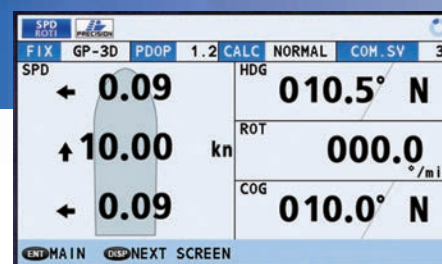 SPD
ROTI PRECISION
FIX GP-3D PDOP 1.2 CALC NORMAL COM.SV 3
SPD
0.09
10.00 kn
0.09
HDG
010.5° N
ROT
000.0
°/mi
COG
010.0° N
ENT MAIN DISP NEXT SCREEN